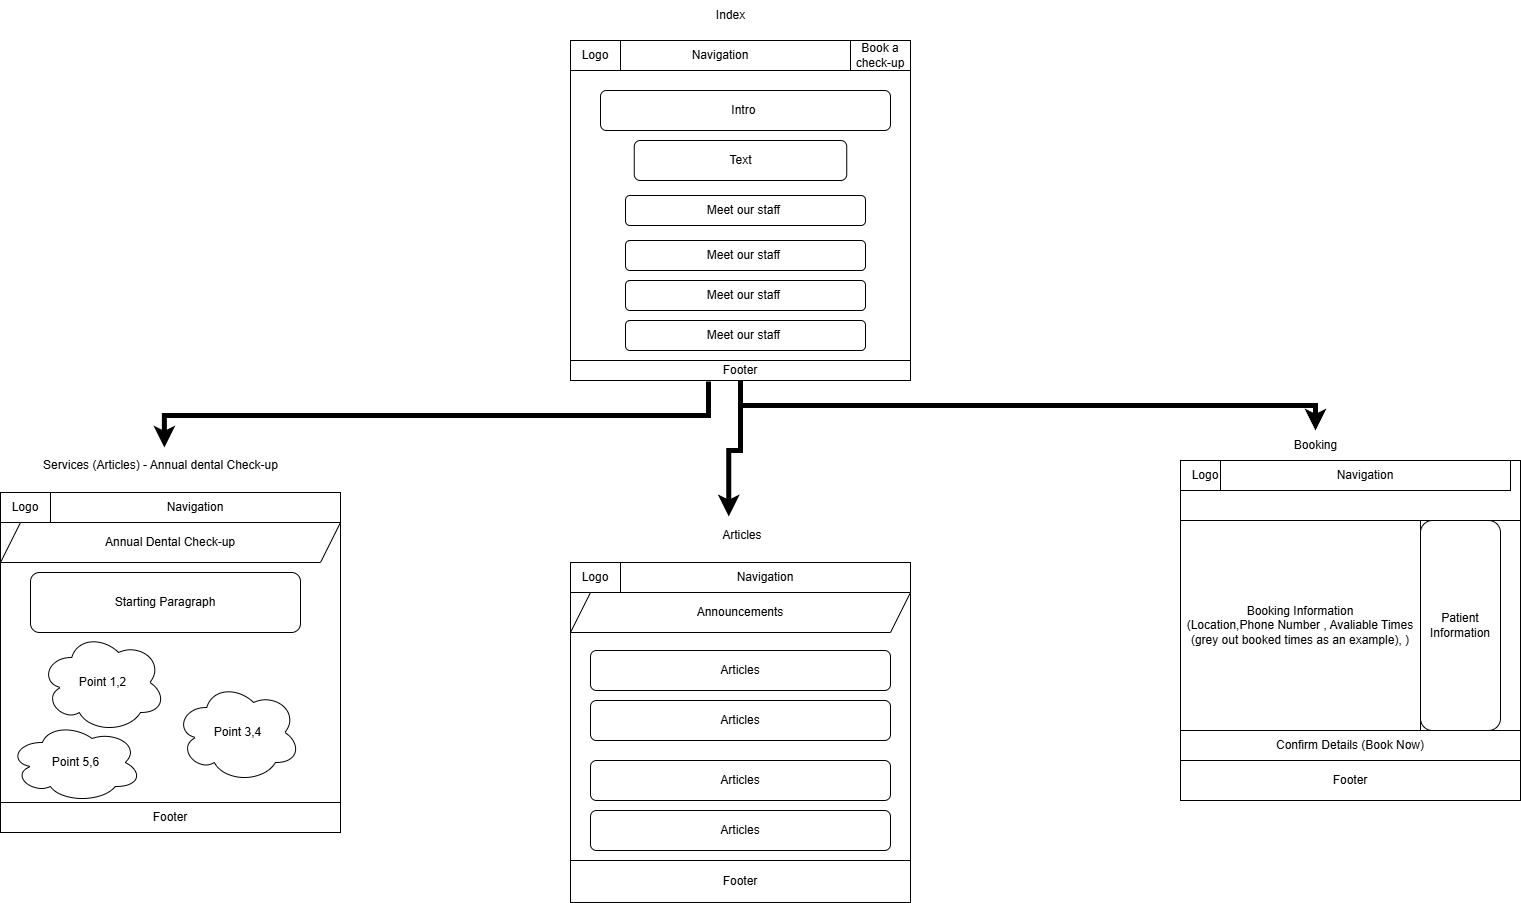 Index
Logo
Navigation
Book a
check-up
Intro
Text
Meet our staff
Meet our staff
Meet our staff
Meet our staff
Footer
Services (Articles) - Annual dental Check-up
Logo
Navigation
Annual Dental Check-up
Starting Paragraph
Point 1,2
Point 3,4
Point 5,6
Footer
Articles
Logo
Navigation
Announcements
Articles
Articles
Articles
Articles
Footer
Booking
Logo
Navigation
Booking Information
(Location,Phone Number , Avaliable Times
(grey out booked times as an example), )
Patient
Information
Confirm Details (Book Now)
Footer